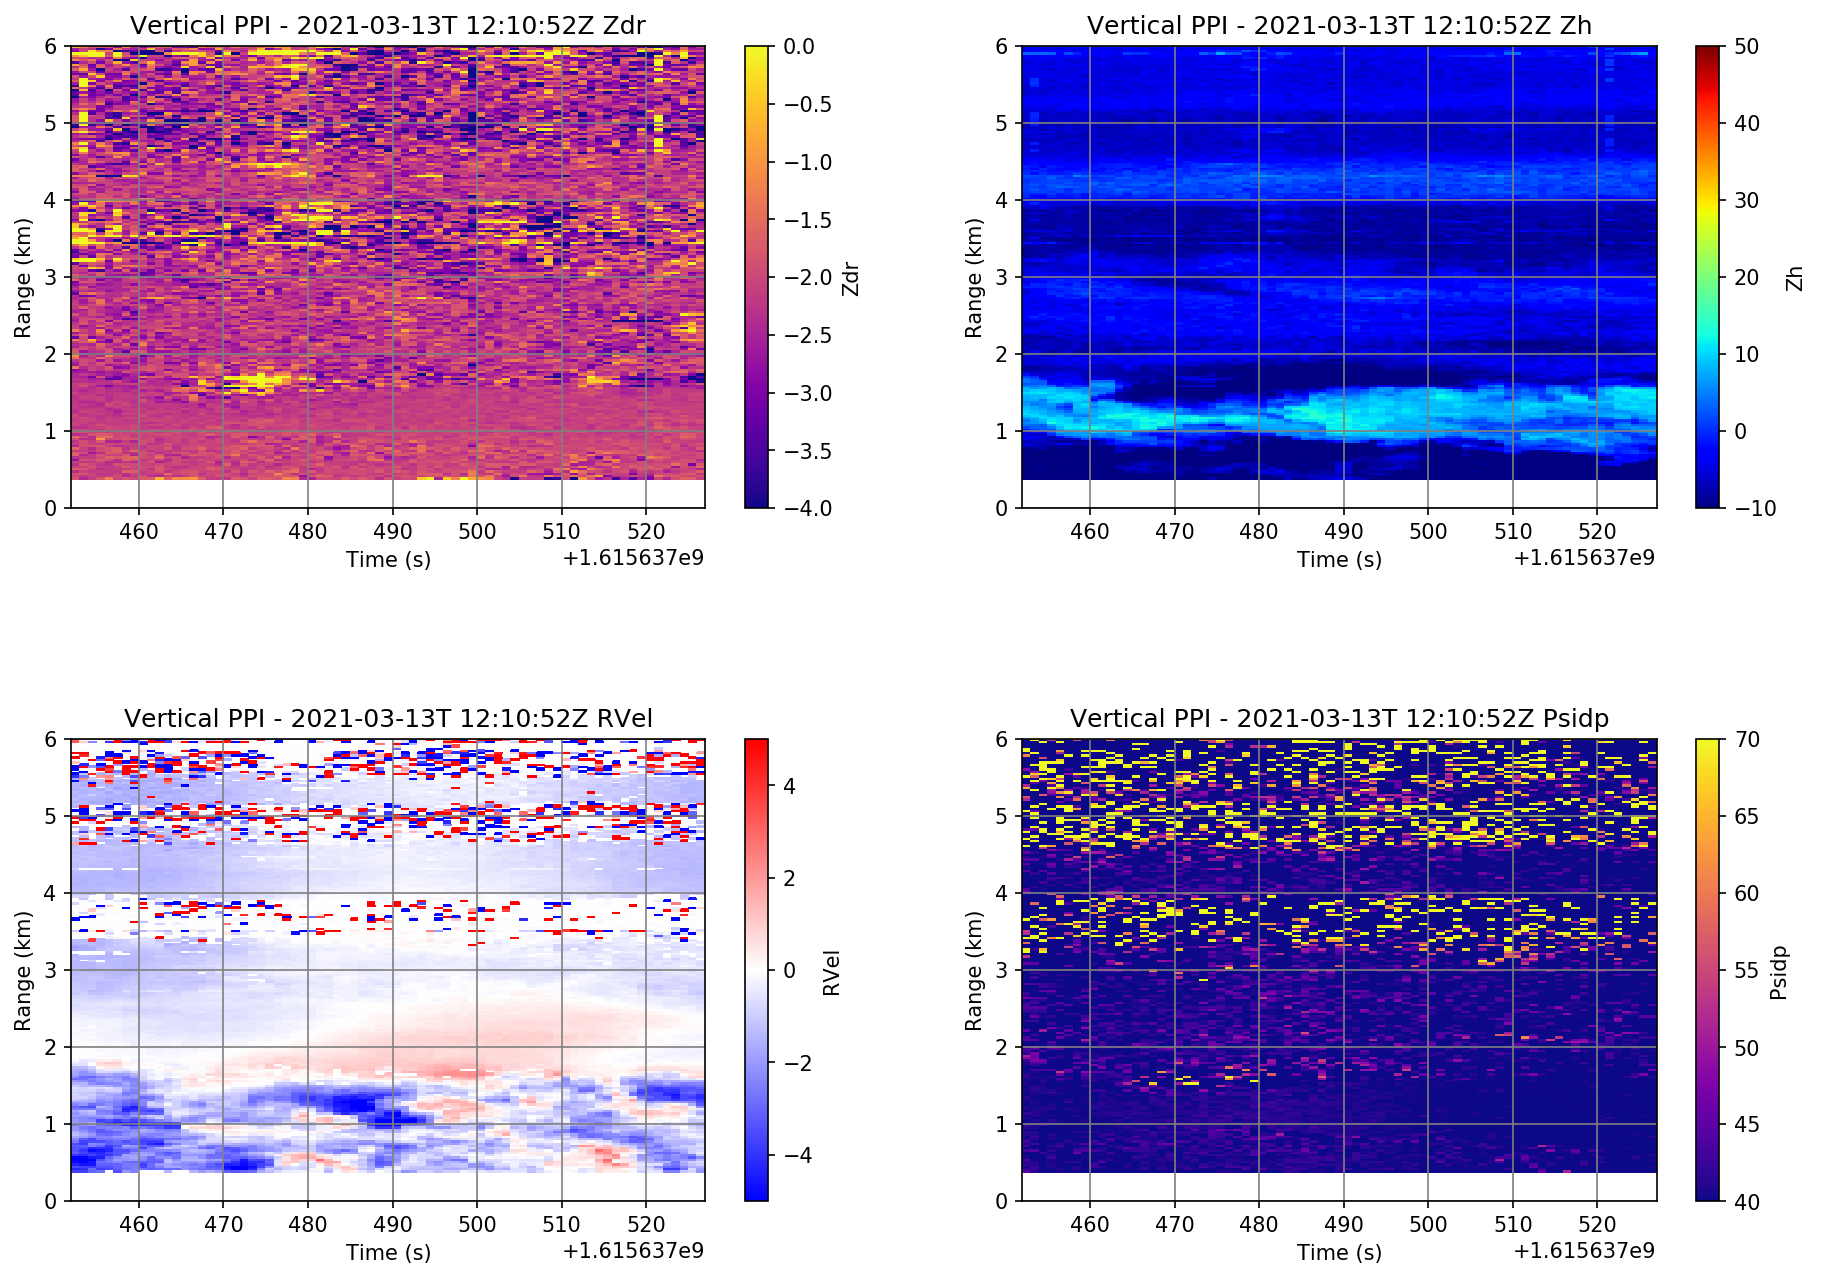 Vertical PPI - 2021-03-13T 12:10:52Z Zdr
6
5
4
3
2
1
0
Range (km)
460 470 480 490 500 510 520
Time (s)
+1.615637e9
0.0
−0.5
−1.0
−1.5
−2.0
−2.5
−3.0
−3.5
−4.0
Zdr
Vertical PPI - 2021-03-13T 12:10:52Z Zh
6
5
4
3
2
1
0
Range (km)
460 470 480 490 500 510 520
Time (s)
+1.615637e9
50
40
30
20
10
0
−10
Zh
Vertical PPI - 2021-03-13T 12:10:52Z RVel
6
5
4
3
2
1
0
Range (km)
460 470 480 490 500 510 520
Time (s)
+1.615637e9
4
2
0
−2
−4
RVel
Vertical PPI - 2021-03-13T 12:10:52Z Psidp
6
5
4
3
2
1
0
Range (km)
460 470 480 490 500 510 520
Time (s)
+1.615637e9
70
65
60
55
50
45
40
Psidp